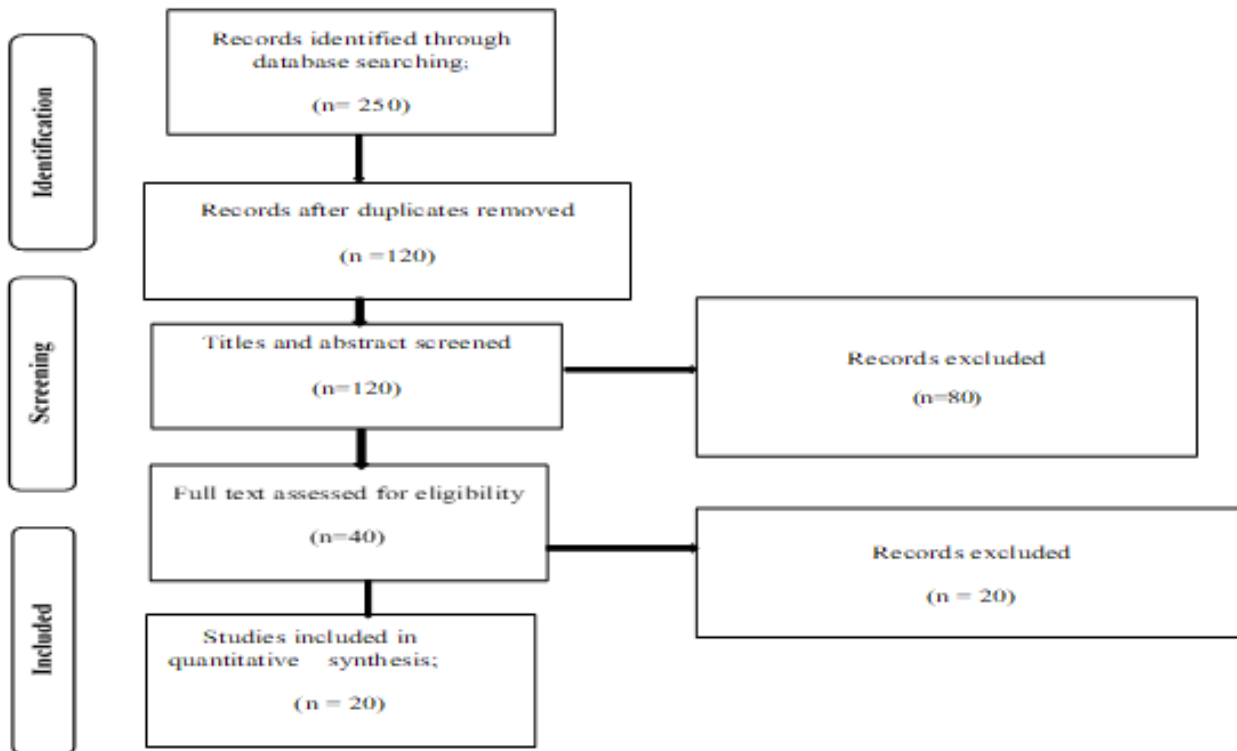 Identification
Records identified through
database searching;
(n= 250)
Records after duplicates removed
(n =120)
Screening
Titles and abstract screened
(n=120)
Records excluded
(n=80)
Full text assessed for eligibility
(n=40)
Records excluded
(n = 20)
Included
Studies included in
quantitative synthesis;
(n = 20)